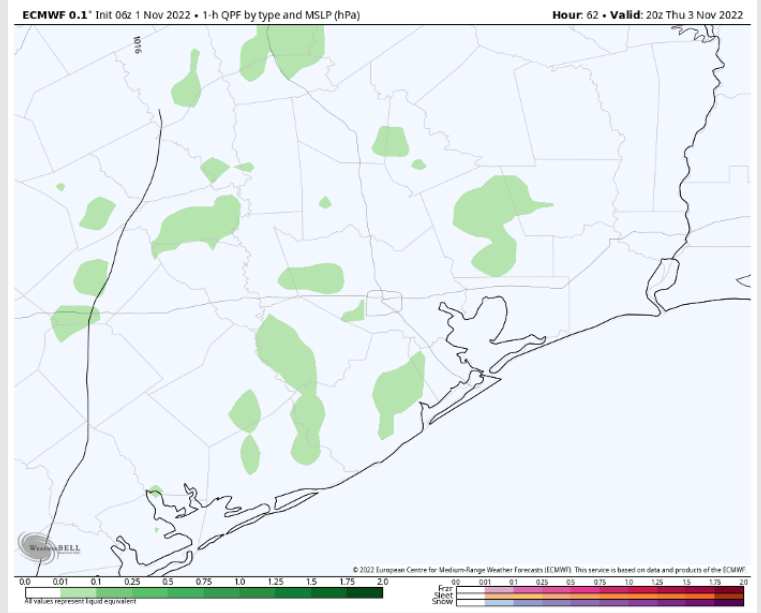 ECMWF 0.1° Init 06z 1 Nov 2022 • 1-h QPF by type and MSLP (hPa)
Hour: 62 • Valid: 20z Thu 3 Nov 2022
1016
WeatherBELL
© 2022 European Centre for Medium-Range Weather Forecasts (ECMWF). This service is based on data and products of the ECMWF.
0.0 0.01 0.1 0.25 0.5 0.75 1.0 1.25 1.5 1.75 2.0
All values represent liquid equivalent
0.0 0.01 0.1 0.25 0.5 0.75 1.0 1.25 1.5 1.75 2.0
Frzr
Sleet
Snow